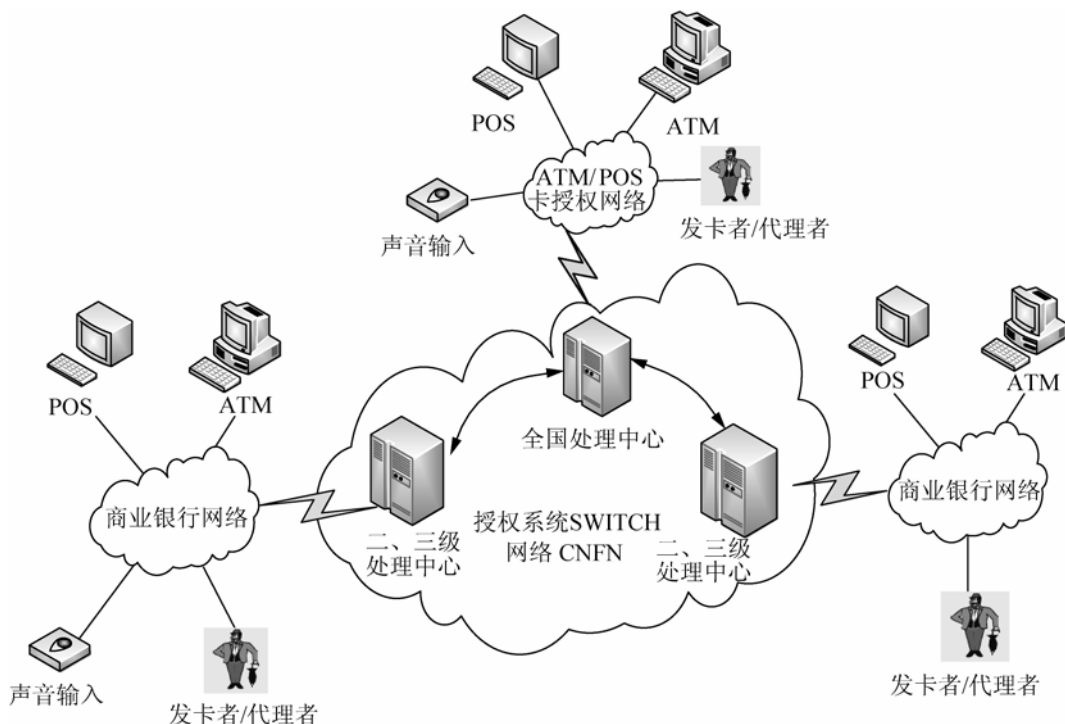 POS
ATM
ATM/POS
卡授权网络
声音输入
发卡者/代理者
POS
ATM
POS
ATM
全国处理中心
商业银行网络
商业银行网络
授权系统SWITCH
网络 CNFN
二、三级
处理中心
二、三级
处理中心
声音输入
发卡者/代理者
发卡者/代理者